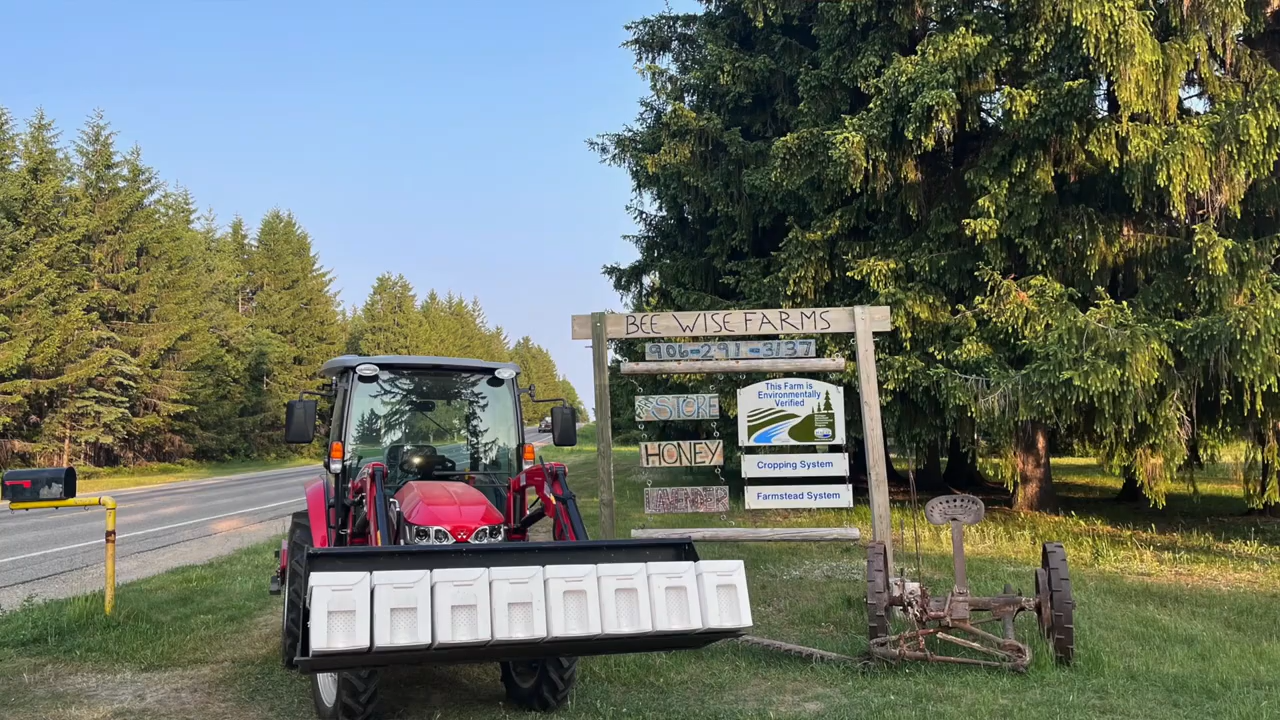 BEE WISE FARMS
906-291-3137
STORE
HONEY
This Farm is
Environmentally
Verified
Cropping System
Farmstead System